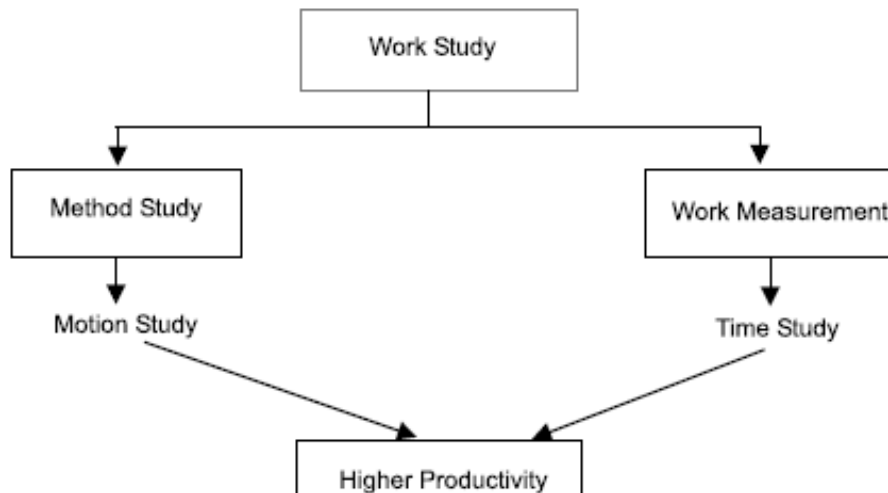 Work Study
Method Study
Work Measurement
Motion Study
Time Study
Higher Productivity